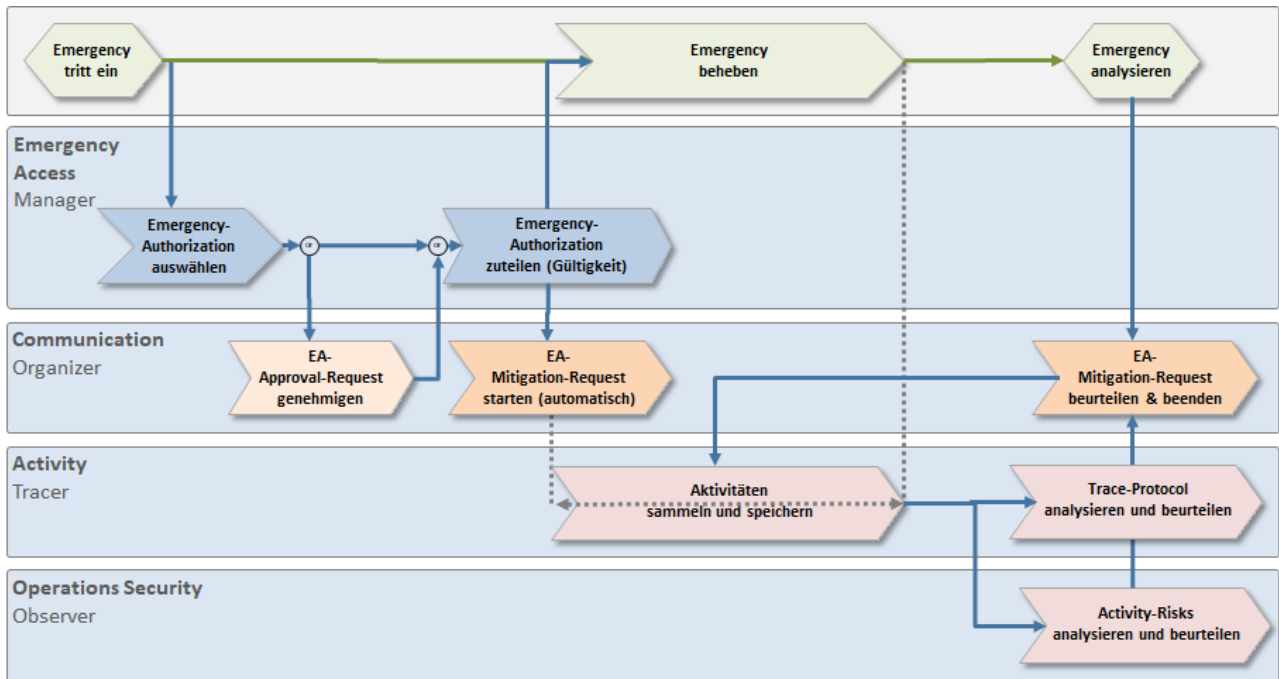 Emergency
tritt ein
Emergency
beheben
Emergency
analysieren
Emergency
Access
Manager
Emergency-
Authorization
auswählen
or
or
Emergency-
Authorization
zuteilen (Gültigkeit)
Communication
Organizer
EA-
Approval-Request
genehmigen
EA-
Mitigation-Request
starten (automatisch)
EA-
Mitigation-Request
beurteilen & beenden
Activity
Tracer
Aktivitäten
sammeln und speichern
Trace-Protocol
analysieren und beurteilen
Operations Security
Observer
Activity-Risks
analysieren und beurteilen